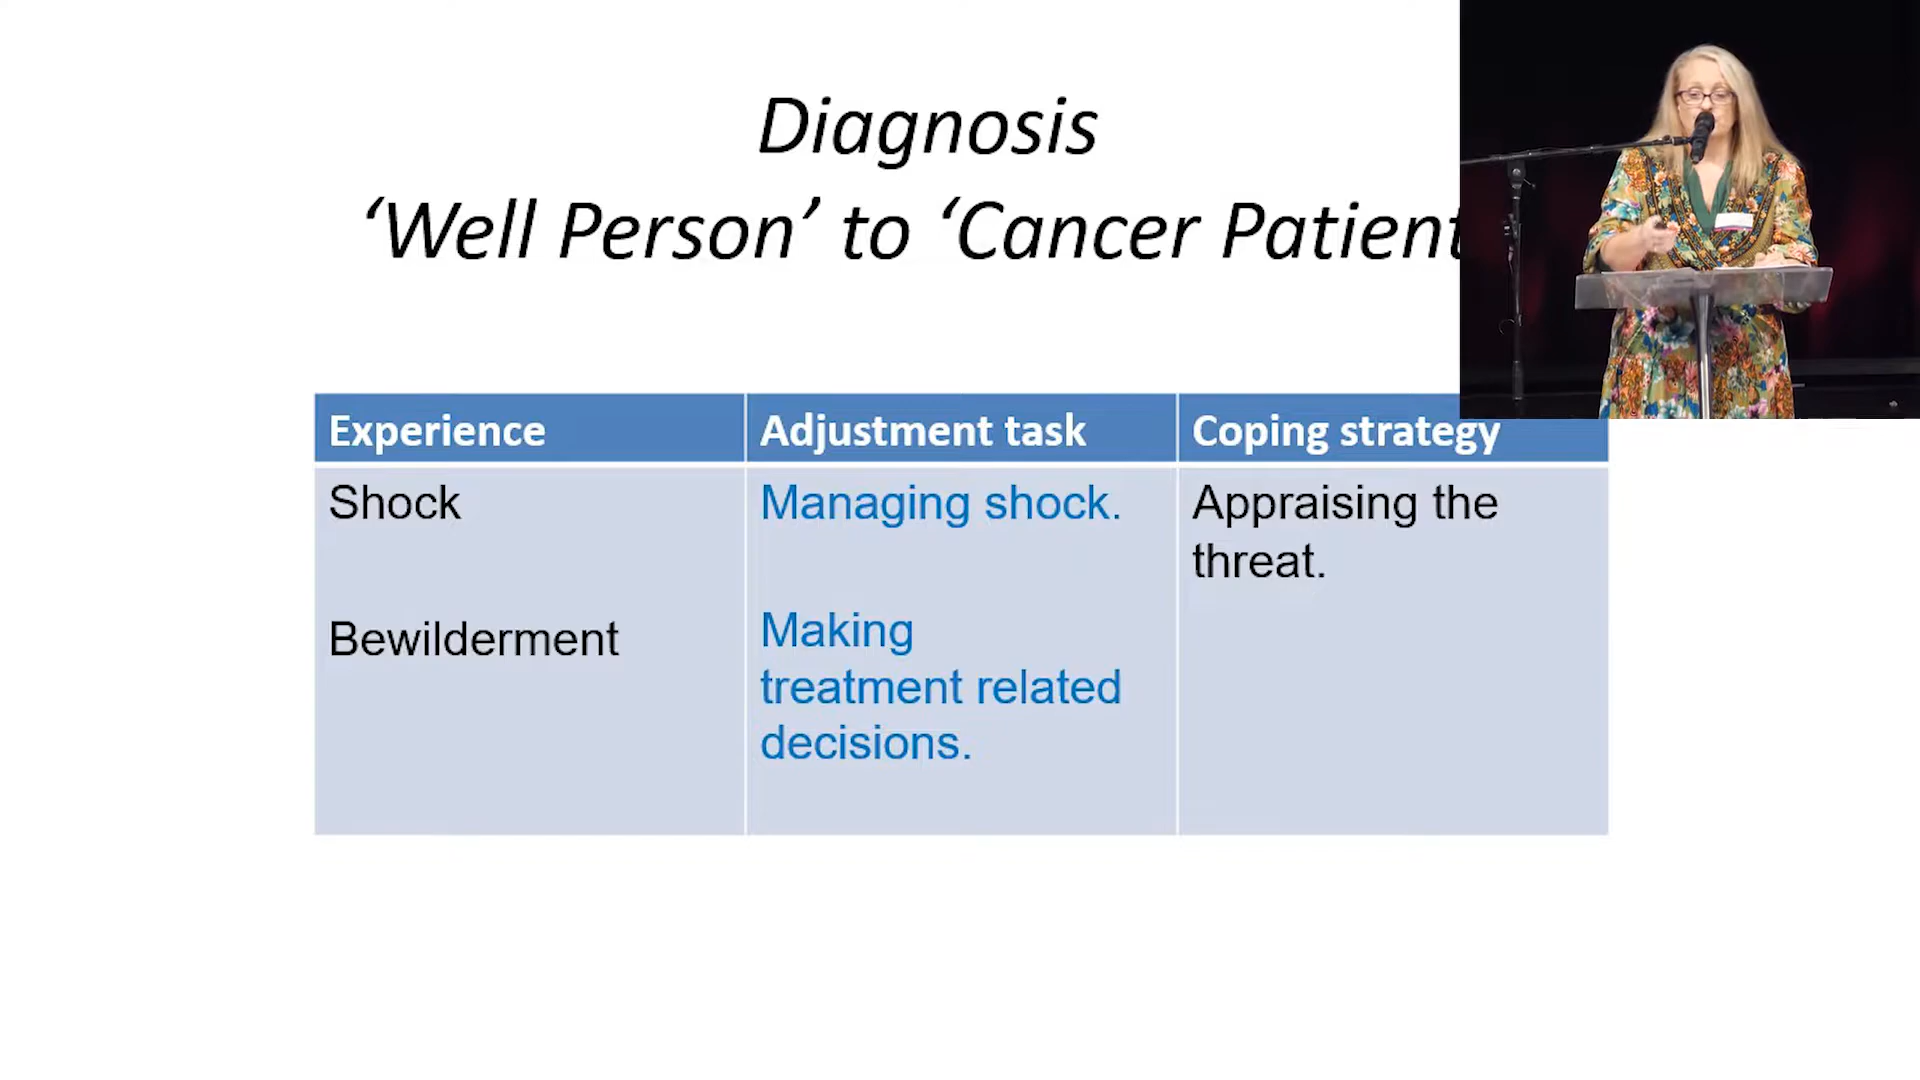 Diagnosis
‘Well Person’ to ‘Cancer Patient
Experience
Adjustment task
Coping strategy
Shock
Managing shock.
Appraising the
threat.
Bewilderment
Making
treatment related
decisions.